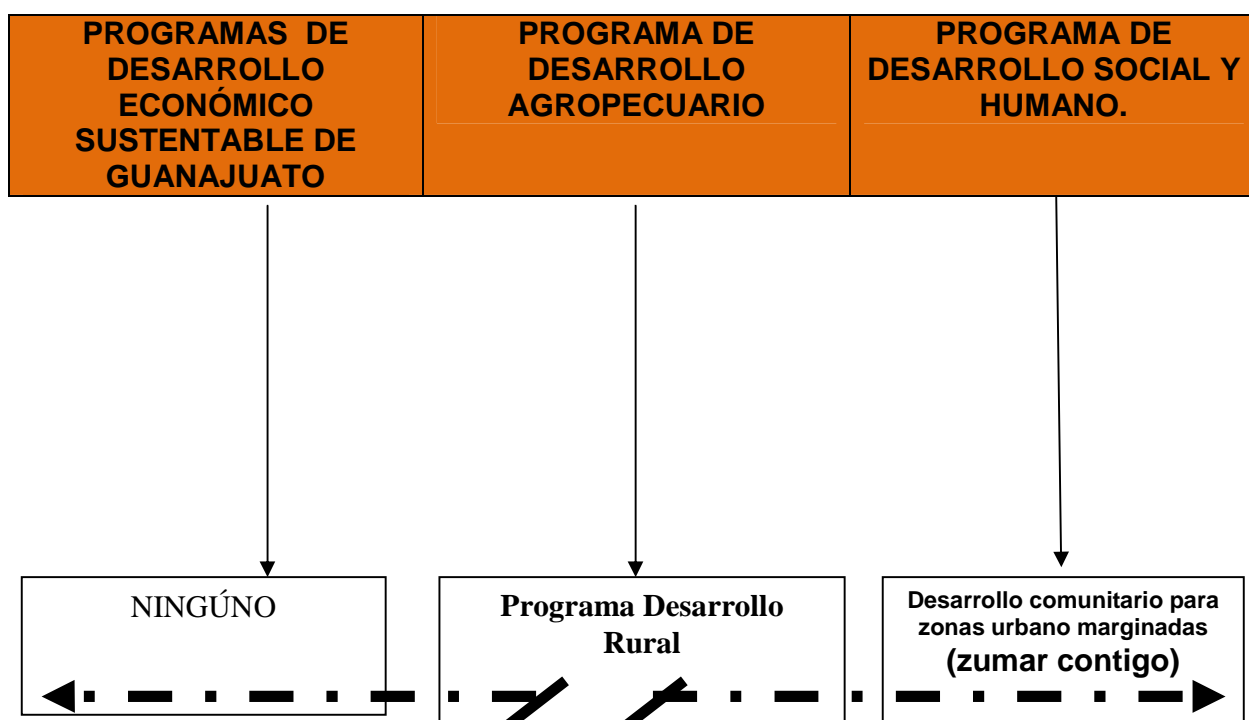 PROGRAMAS DE
DESARROLLO
ECONÓMICO
SUSTENTABLE DE
GUANAJUATO
PROGRAMA DE
DESARROLLO
AGROPECUARIO
PROGRAMA DE
DESARROLLO SOCIAL Y
HUMANO.
NINGÚNO
Programa Desarrollo
Rural
Desarrollo comunitario para
zonas urbano marginadas
(zumar contigo)